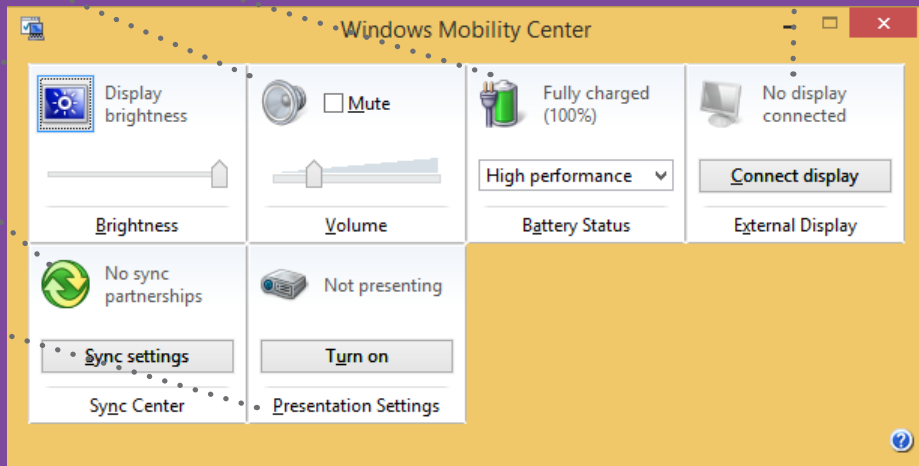 Windows Mobility Center
Display
brightness
Brightness
Mute
Volume
Fully charged
(100%)
High performance
Battery Status
No display
connected
Connect display
External Display
No sync
partnerships
Sync settings
Sync Center
Not presenting
Turn on
Presentation Settings